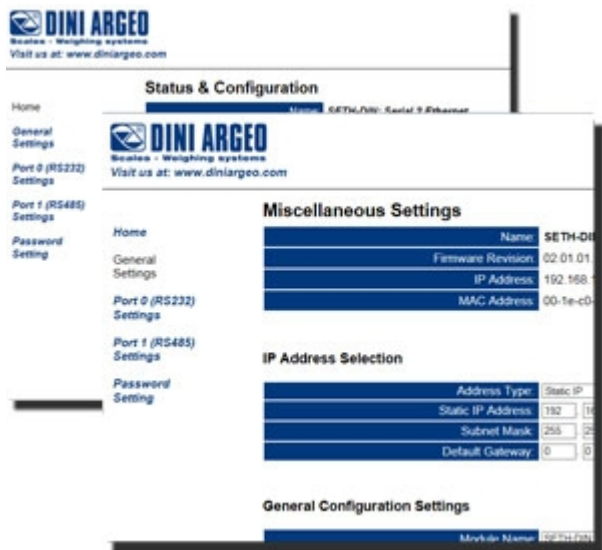 DINI ARGEO
Scales - Weighing systems
Visit us at: www.diniargeo.com
Status & Configuration
Name: SETH-DIN: Serial 2 Ethernet
Home
General
Settings
Port 0 (RS232)
Settings
Port 1 (RS485)
Settings
Password
Setting
DINI ARGEO
Scales - Weighing systems
Visit us at: www.diniargeo.com
Miscellaneous Settings
Home
General
Settings
Port 0 (RS232)
Settings
Port 1 (RS485)
Settings
Password
Setting
Name: SETH-DI
Firmware Revision: 02.01.01.
IP Address: 192.168.
MAC Address: 00-1e-c0-
IP Address Selection
Address Type: Static IP
Static IP Address: 192
Subnet Mask: 255
Default Gateway: 0 0
General Configuration Settings
Module Name: SETH-DIN